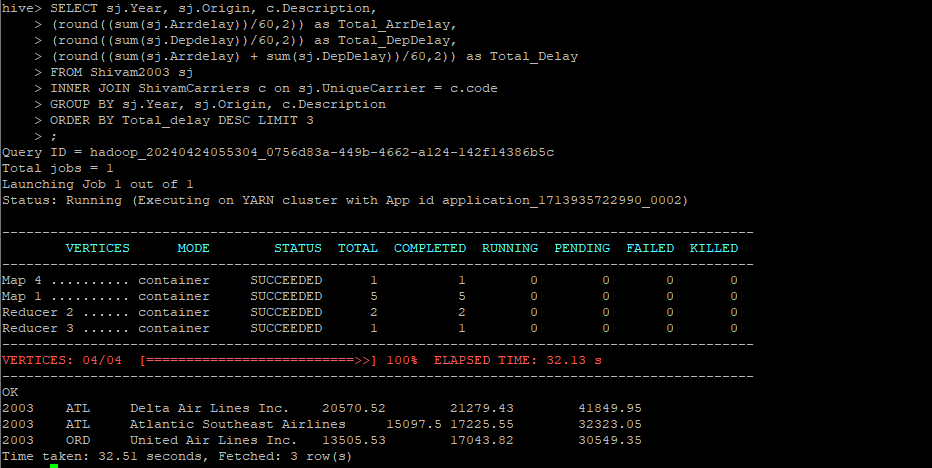 hive> SELECT sj.Year, sj.Origin, c.Description,
    > (round((sum(sj.Arrdelay))/60,2)) as Total_ArrDelay,
    > (round((sum(sj.Depdelay))/60,2)) as Total_DepDelay,
    > (round((sum(sj.Arrdelay) + sum(sj.DepDelay))/60,2)) as Total_Delay
    > FROM Shivam2003 sj
    > INNER JOIN ShivamCarriers c on sj.UniqueCarrier = c.code
    > GROUP BY sj.Year, sj.Origin, c.Description
    > ORDER BY Total_delay DESC LIMIT 3
    > ;
Query ID = hadoop_20240424055304_0756d83a-449b-4662-a124-142f14386b5c
Total jobs = 1
Launching Job 1 out of 1
Status: Running (Executing on YARN cluster with App id application_1713935722990_0002)
----------------------------------------------------------------------------------------------
        VERTICES      MODE        STATUS  TOTAL  COMPLETED  RUNNING  PENDING  FAILED  KILLED
----------------------------------------------------------------------------------------------
Map 4 .......... container     SUCCEEDED      1          1        0        0       0       0
Map 1 .......... container     SUCCEEDED      5          5        0        0       0       0
Reducer 2 ...... container     SUCCEEDED      2          2        0        0       0       0
Reducer 3 ...... container     SUCCEEDED      1          1        0        0       0       0
----------------------------------------------------------------------------------------------
VERTICES: 04/04  [==========================>>] 100%  ELAPSED TIME: 32.13 s
----------------------------------------------------------------------------------------------
OK
2003    ATL     Delta Air Lines Inc.    20570.52        21279.43        41849.95
2003    ATL     Atlantic Southeast Airlines     15097.5 17225.55        32323.05
2003    ORD     United Air Lines Inc.   13505.53        17043.82        30549.35
Time taken: 32.51 seconds, Fetched: 3 row(s)